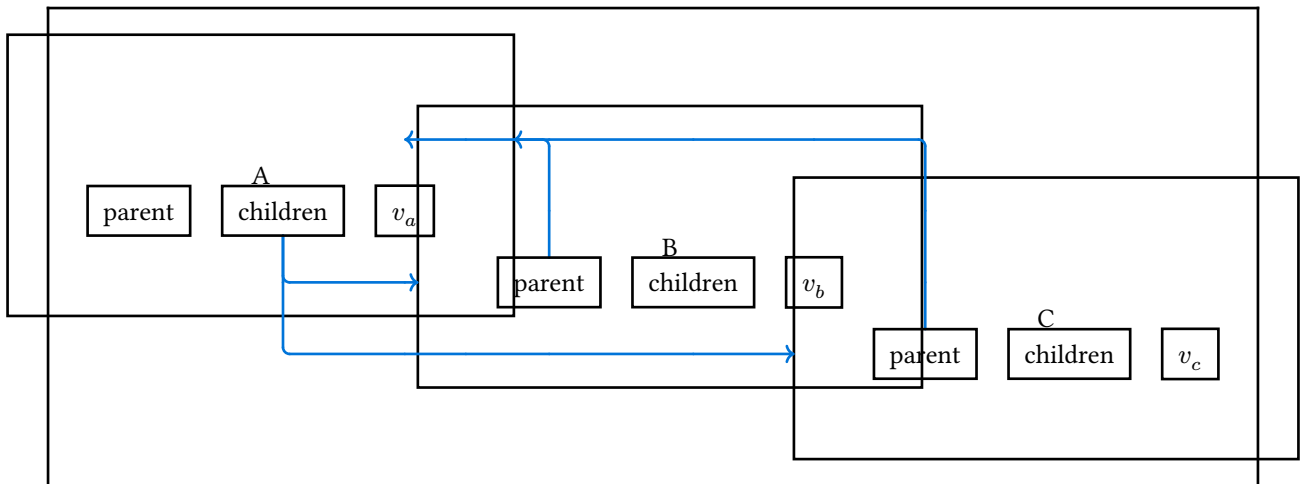 A
parent children v_a
B
parent children v_b
C
parent children v_c